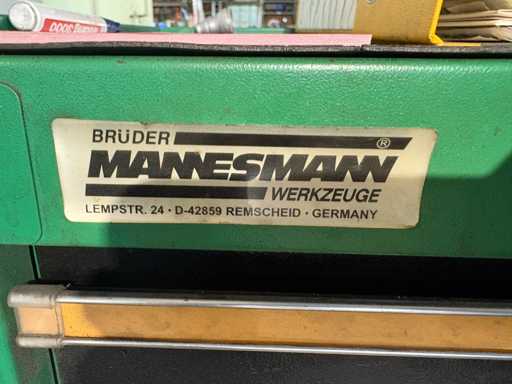 BRÜDER
MANNESMANN®
WERKZEUGE
LEMPSTR. 24 · D-42859 REMSCHEID · GERMANY